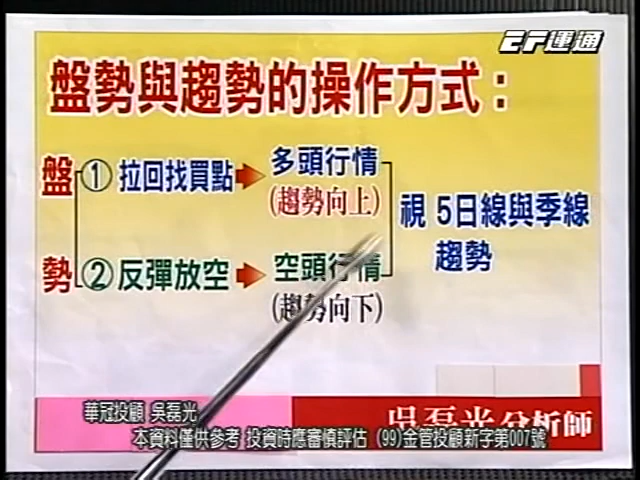 EF運通
盤勢與趨勢的操作方式：
盤勢
①拉回找買點
多頭行情
(趨勢向上)
②反彈放空
空頭行情
(趨勢向下)
視 5日線與季線
趨勢
吳磊光分析師
華冠投顧 吳磊光
本資料僅供參考 投資時應審慎評估 (99)金管投顧新字第007號